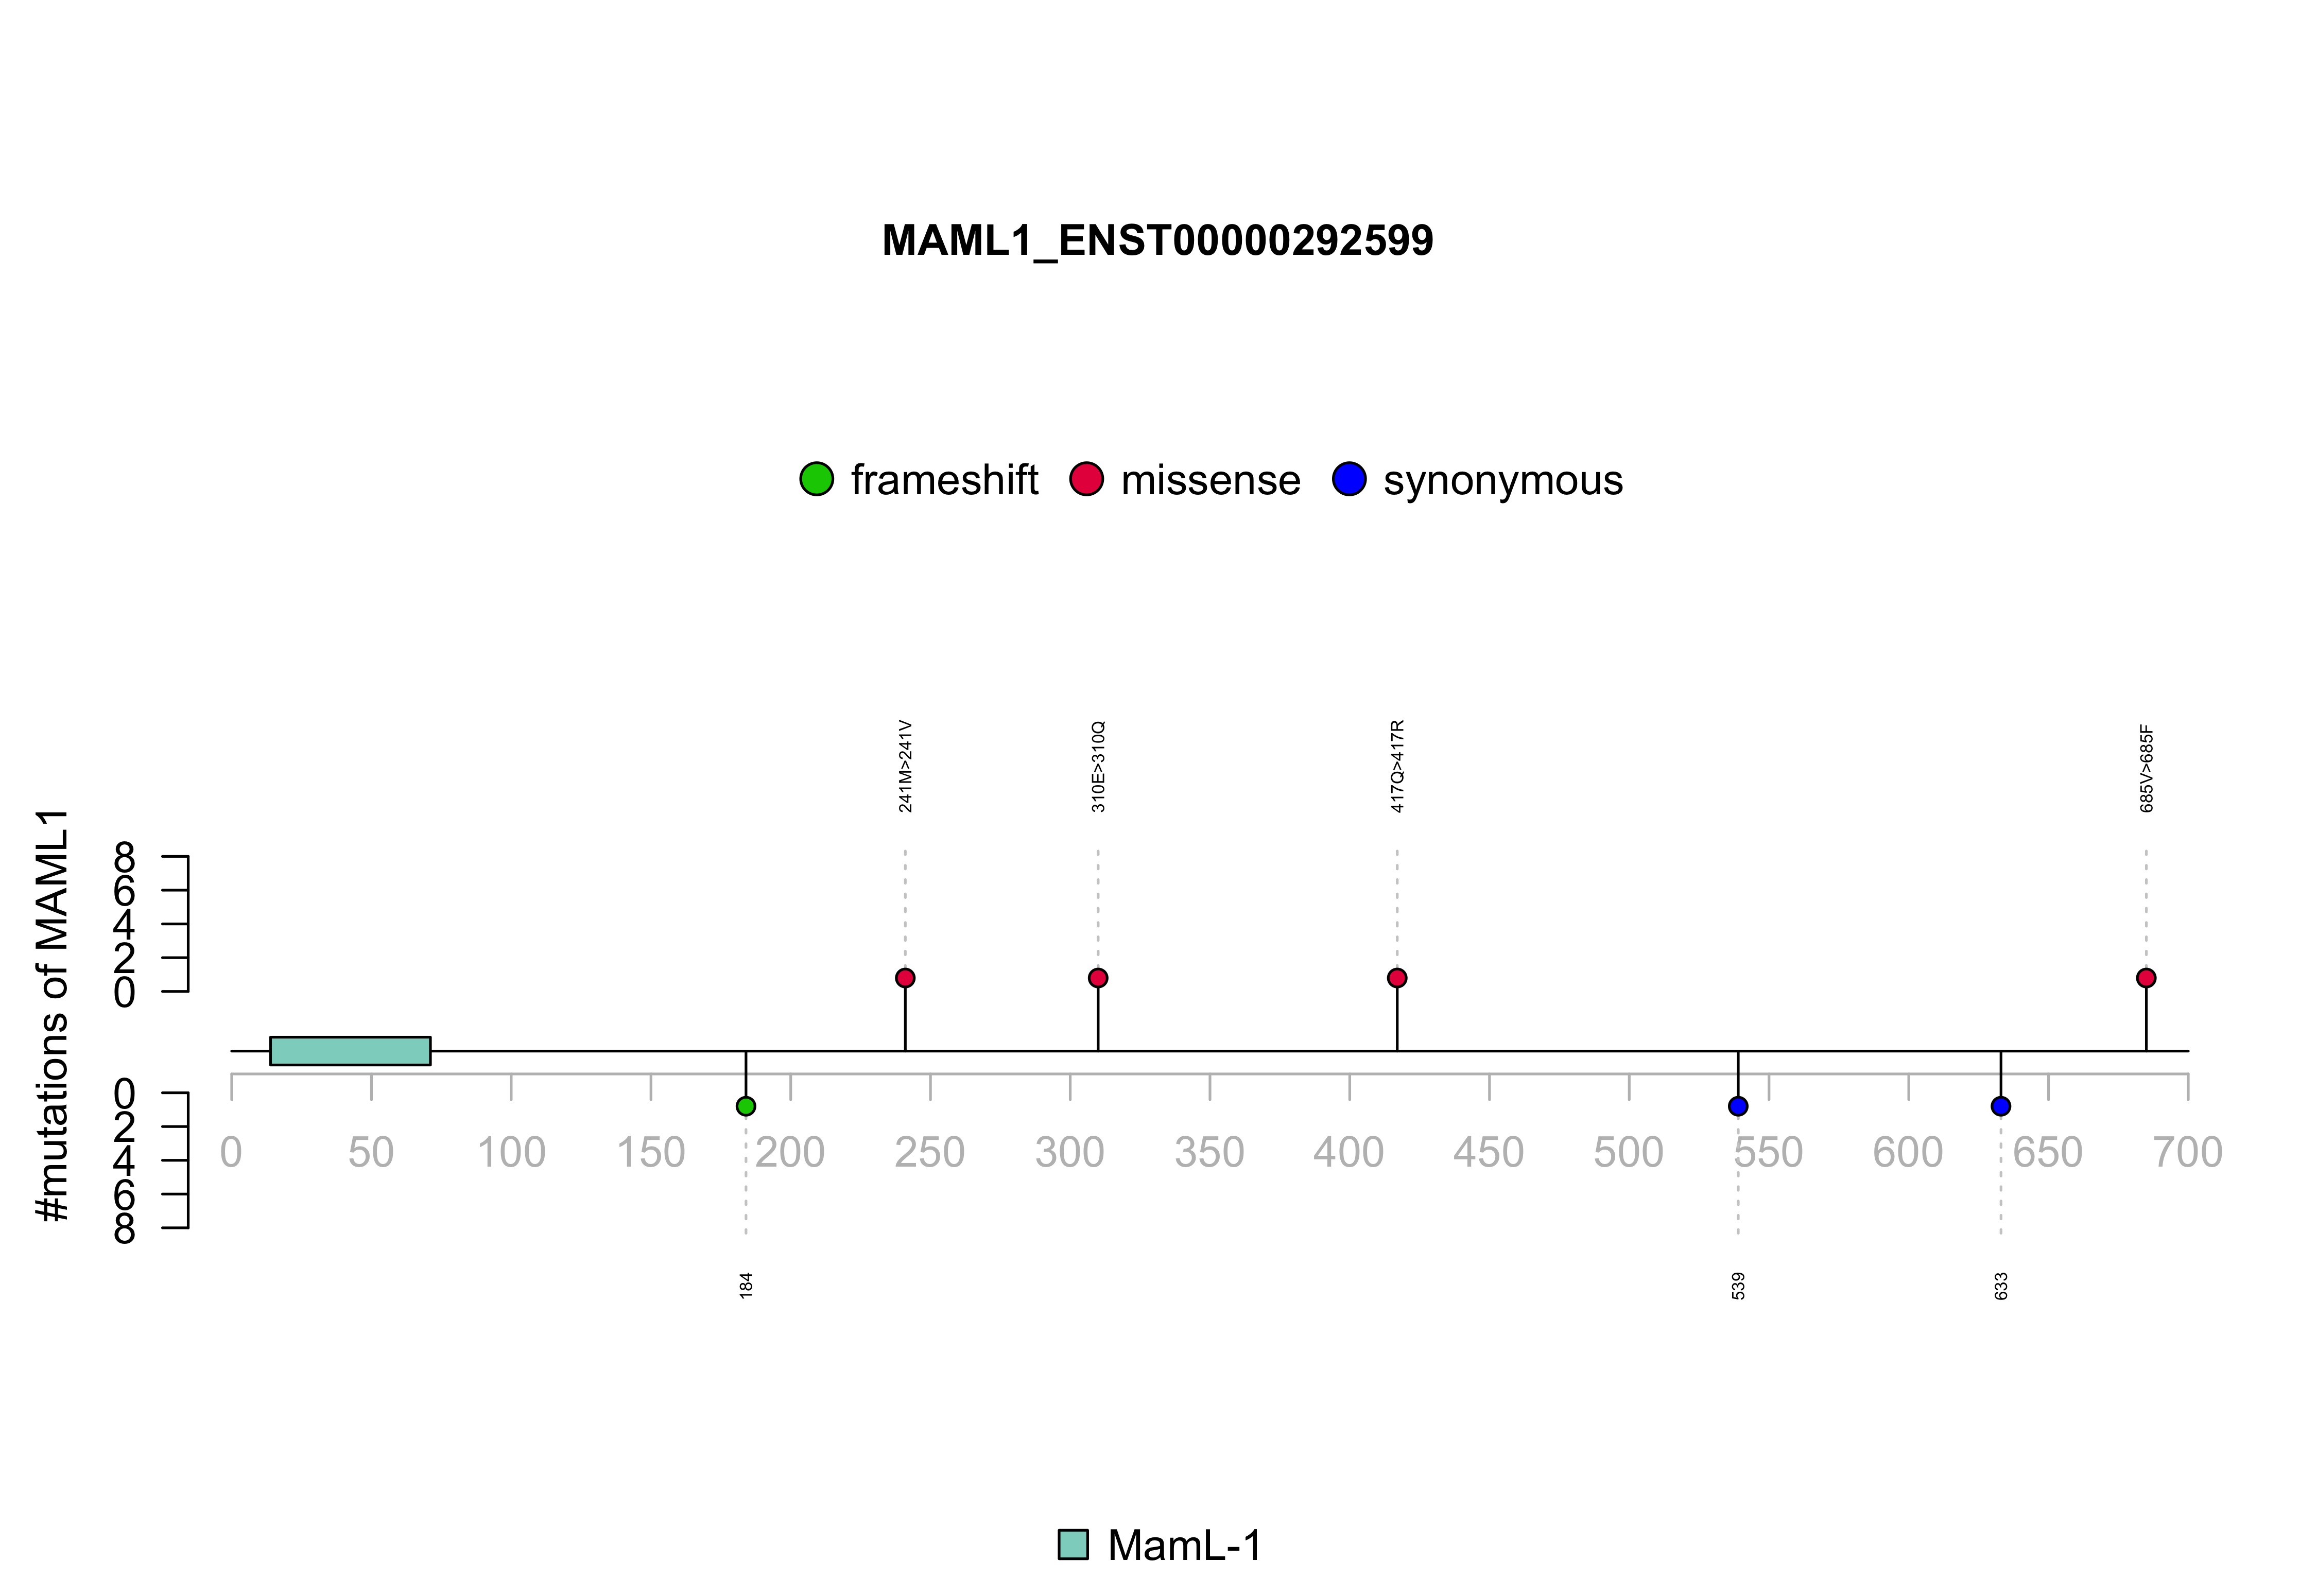 MAML1_ENST00000292599
frameshift missense synonymous
241M>241V 310E>310Q 417Q>417R 685V>685F
#mutations of MAML1
8
6
4
2
0
0
2
4
6
8
0 50 100 150 200 250 300 350 400 450 500 550 600 650 700
184 539 633
MamL-1